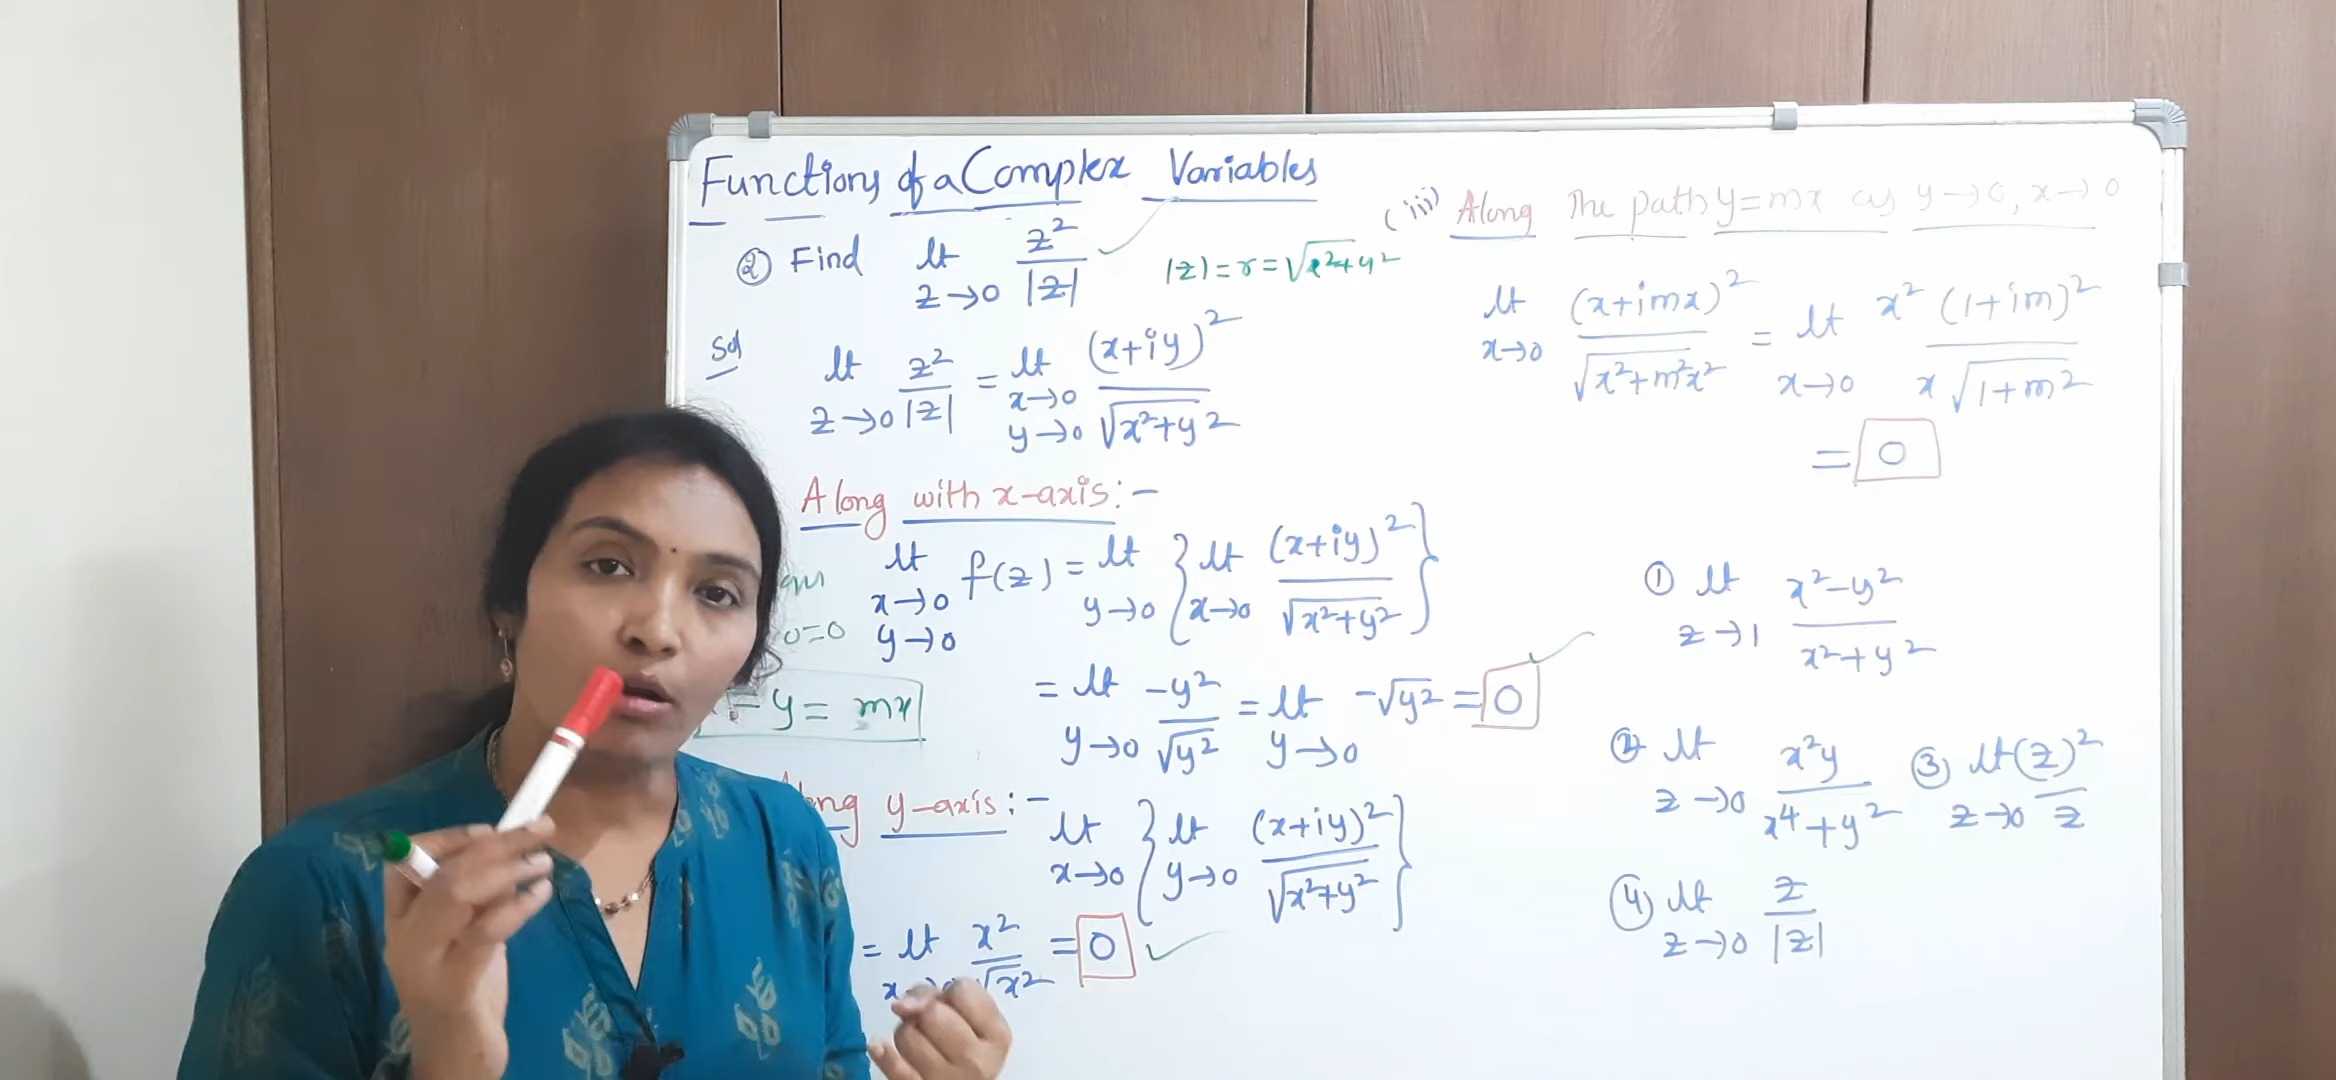 Functions of a Complex Variables
② Find lt z→0 z²/|z|
|z| = r = √x²+y²
Sol
lt z→0 z²/|z| = lt x→0 y→0 (x+iy)²/√x²+y²
Along with x-axis:-
lt x→0 y→0 f(z) = lt y→0 { lt x→0 (x+iy)²/√x²+y² }
0=0
= lt y→0 -y²/√y² = lt y→0 -√y² = 0
y = mx
y-axis:-
lt x→0 { lt y→0 (x+iy)²/√x²+y² }
= lt x→0 x²/√x² = 0
(iii) Along the path y=mx as y→0, x→0
lt x→0 (x+imx)²/√x²+m²x² = lt x→0 x²(1+im)²/x√1+m²
= 0
① lt z→1 x²-y²/x²+y²
② lt z→0 x²y/x⁴+y² ③ lt z→0 (z)²/z
④ lt z→0 z/|z|